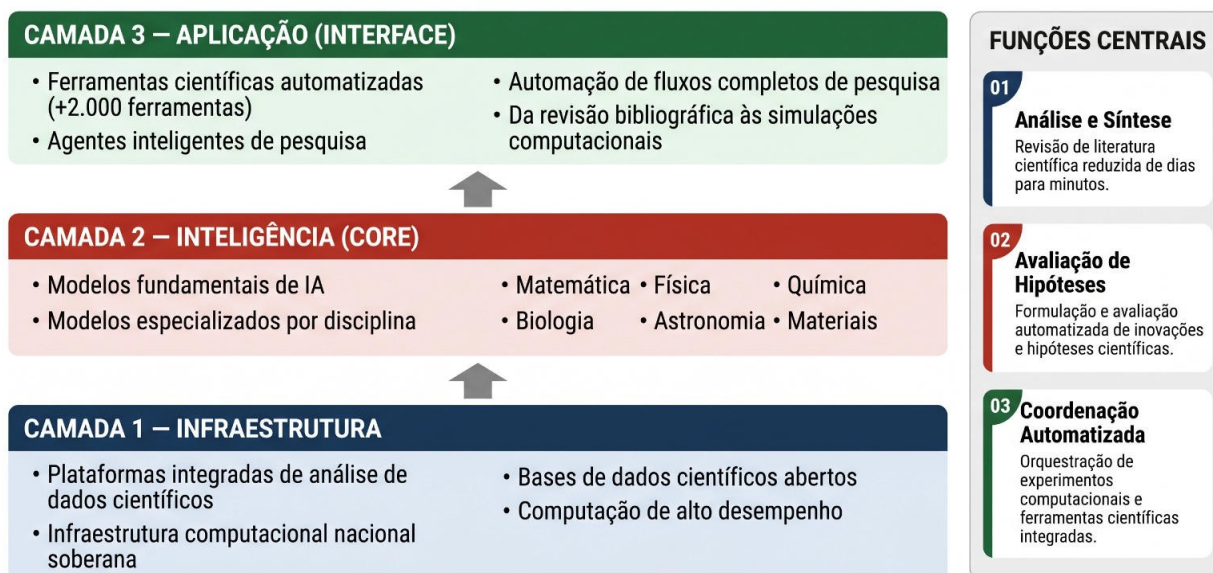 CAMADA 3 — APLICAÇÃO (INTERFACE)
• Ferramentas científicas automatizadas
(+2.000 ferramentas)
• Agentes inteligentes de pesquisa
• Automação de fluxos completos de pesquisa
• Da revisão bibliográfica às simulações
computacionais
CAMADA 2 — INTELIGÊNCIA (CORE)
• Modelos fundamentais de IA
• Modelos especializados por disciplina
• Matemática • Física • Química
• Biologia • Astronomia • Materiais
CAMADA 1 — INFRAESTRUTURA
• Plataformas integradas de análise de
dados científicos
• Infraestrutura computacional nacional
soberana
• Bases de dados científicos abertos
• Computação de alto desempenho
FUNÇÕES CENTRAIS
01
Análise e Síntese
Revisão de literatura
científica reduzida de dias
para minutos.
02
Avaliação de
Hipóteses
Formulação e avaliação
automatizada de inovações
e hipóteses científicas.
03
Coordenação
Automatizada
Orquestração de
experimentos
computacionais e
ferramentas científicas
integradas.